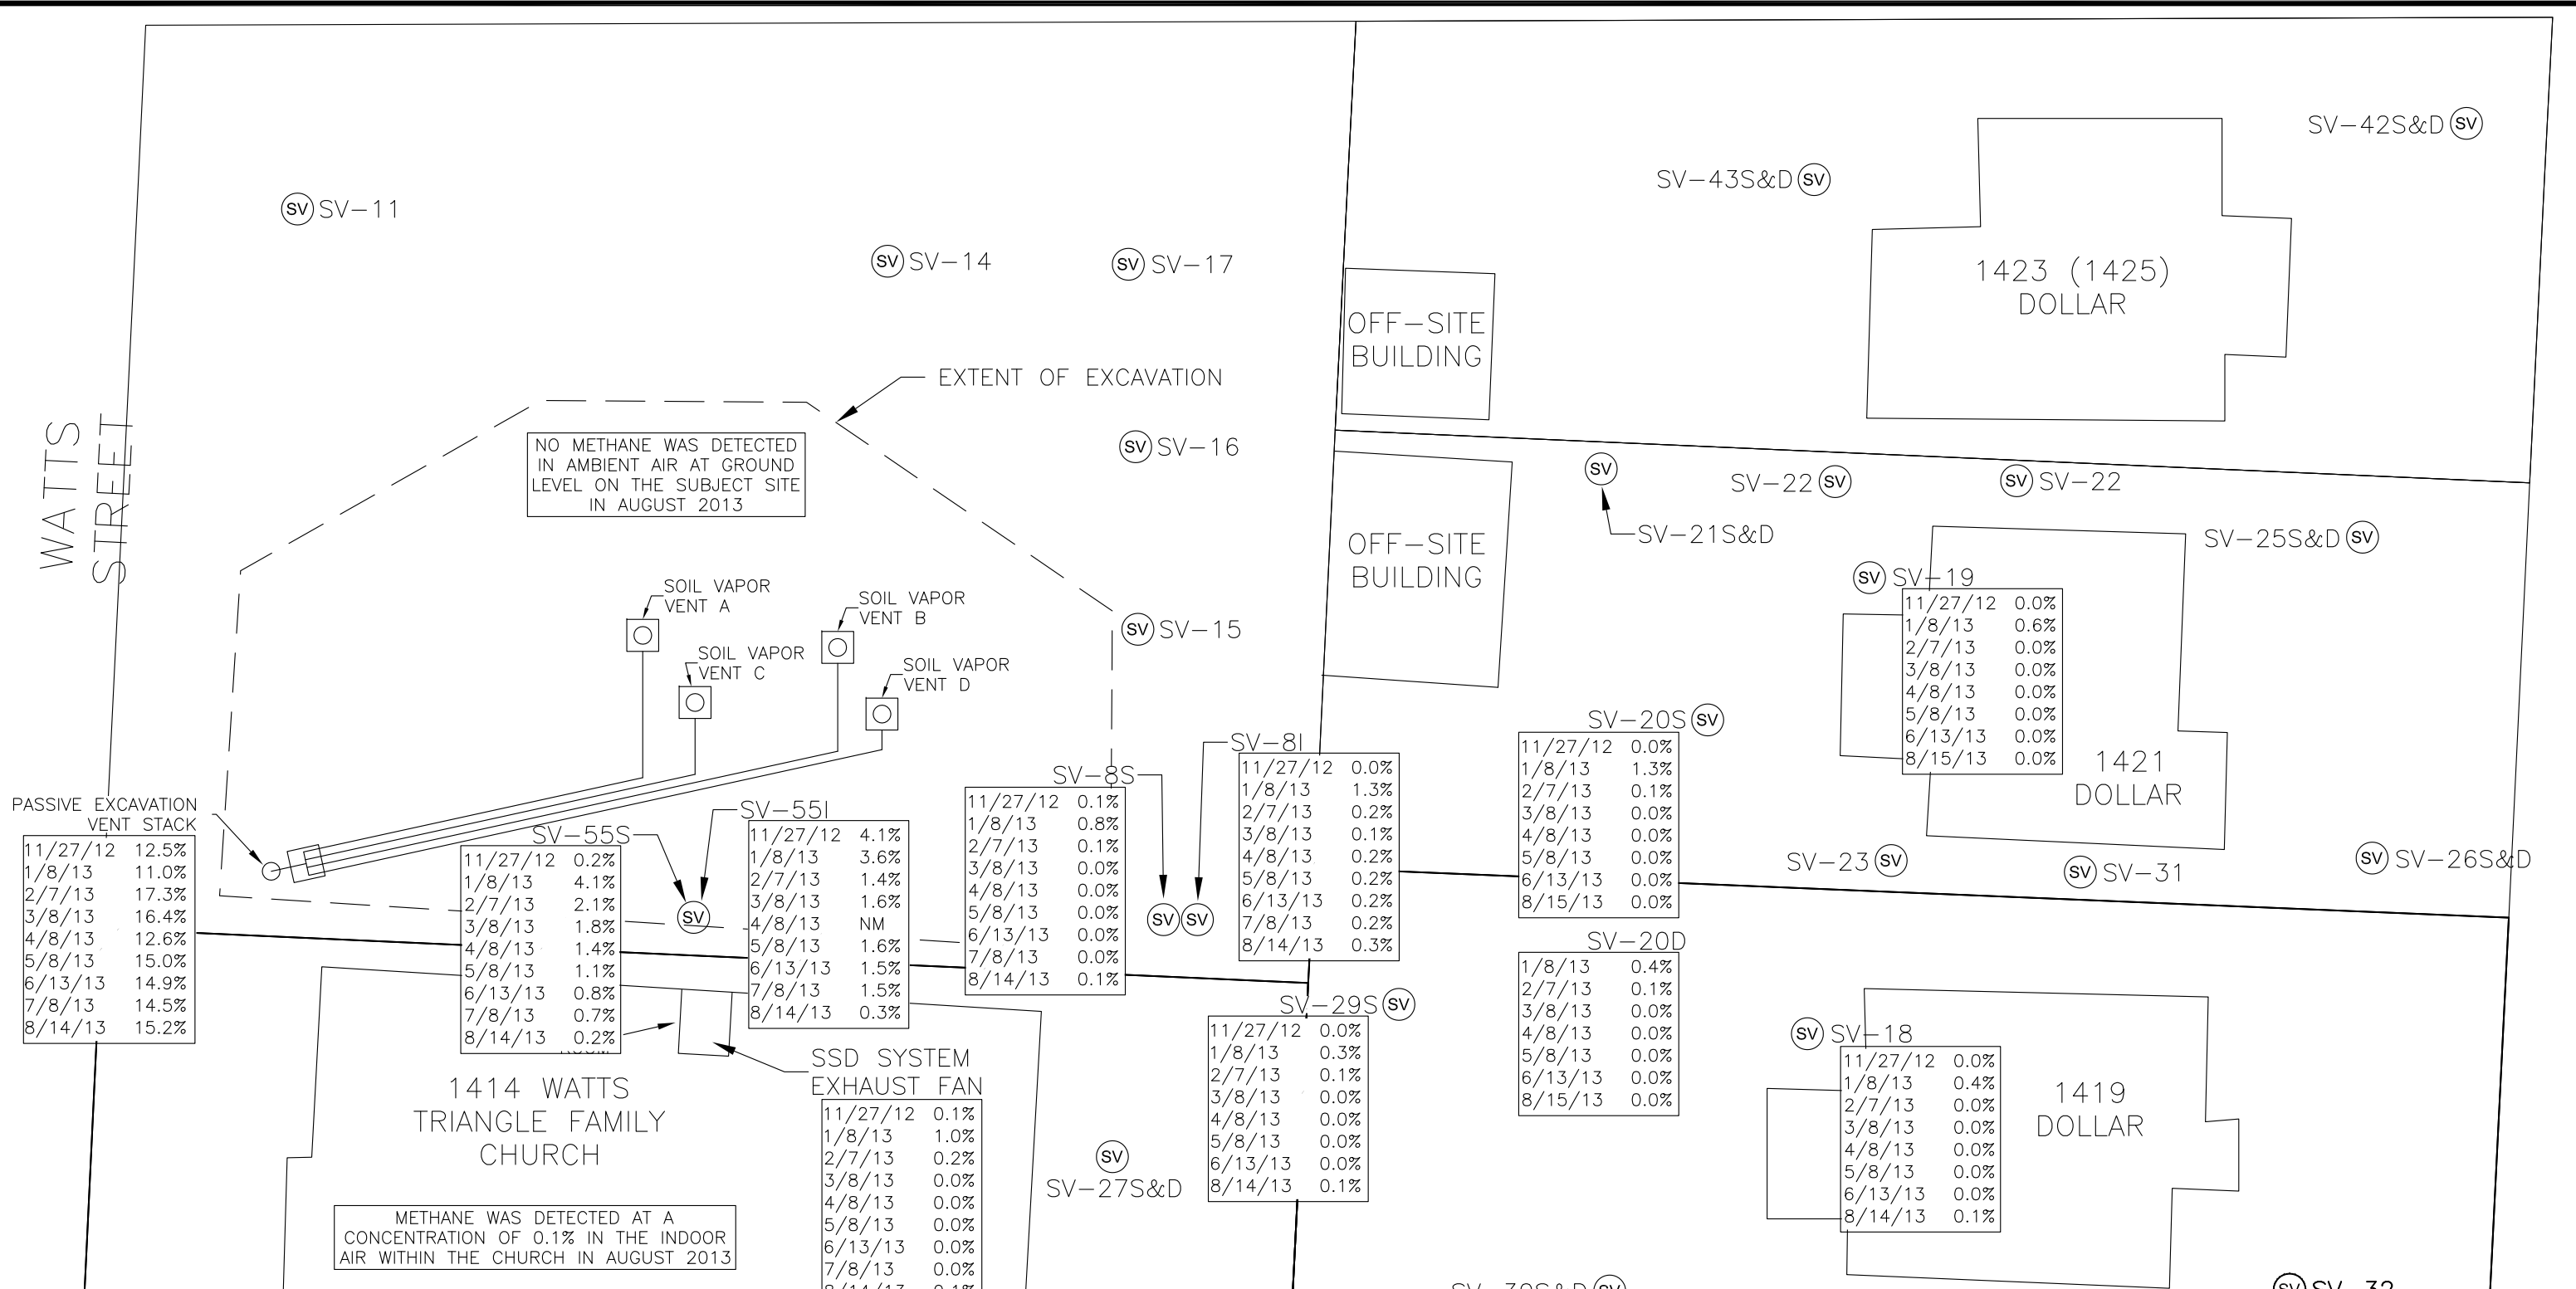 SV-42S&D SV
SV-43S&D SV
SV SV-11
SV SV-14
SV SV-17
1423 (1425)
DOLLAR
OFF-SITE
BUILDING
EXTENT OF EXCAVATION
WATTS
STREET
NO METHANE WAS DETECTED
IN AMBIENT AIR AT GROUND
LEVEL ON THE SUBJECT SITE
IN AUGUST 2013
SV SV-16
SV
SV-21S&D
SV-22 SV
SV SV-22
OFF-SITE
BUILDING
SV-25S&D SV
SOIL VAPOR
VENT A
SOIL VAPOR
VENT B
SOIL VAPOR
VENT C
SOIL VAPOR
VENT D
SV SV-15
SV SV-19
11/27/12 0.0%
1/8/13 0.6%
2/7/13 0.0%
3/8/13 0.0%
4/8/13 0.0%
5/8/13 0.0%
6/13/13 0.0%
8/15/13 0.0%
1421
DOLLAR
PASSIVE EXCAVATION
VENT STACK
11/27/12 12.5%
1/8/13 11.0%
2/7/13 17.3%
3/8/13 16.4%
4/8/13 12.6%
5/8/13 15.0%
6/13/13 14.9%
7/8/13 14.5%
8/14/13 15.2%
SV-55S
11/27/12 0.2%
1/8/13 4.1%
2/7/13 2.1%
3/8/13 1.8%
4/8/13 1.4%
5/8/13 1.1%
6/13/13 0.8%
7/8/13 0.7%
8/14/13 0.2%
SV
SV-55I
11/27/12 4.1%
1/8/13 3.6%
2/7/13 1.4%
3/8/13 1.6%
4/8/13 NM
5/8/13 1.6%
6/13/13 1.5%
7/8/13 1.5%
8/14/13 0.3%
SV-8S
11/27/12 0.1%
1/8/13 0.8%
2/7/13 0.1%
3/8/13 0.0%
4/8/13 0.0%
5/8/13 0.0%
6/13/13 0.0%
7/8/13 0.0%
8/14/13 0.1%
SV SV
SV-8I
11/27/12 0.0%
1/8/13 1.3%
2/7/13 0.2%
3/8/13 0.1%
4/8/13 0.2%
5/8/13 0.2%
6/13/13 0.2%
7/8/13 0.2%
8/14/13 0.3%
SV-20S SV
11/27/12 0.0%
1/8/13 1.3%
2/7/13 0.1%
3/8/13 0.0%
4/8/13 0.0%
5/8/13 0.0%
6/13/13 0.0%
8/15/13 0.0%
SV-23 SV
SV SV-31
SV SV-26S&D
SV-20D
1/8/13 0.4%
2/7/13 0.1%
3/8/13 0.0%
4/8/13 0.0%
5/8/13 0.0%
6/13/13 0.0%
8/15/13 0.0%
SV-29S SV
11/27/12 0.0%
1/8/13 0.3%
2/7/13 0.1%
3/8/13 0.0%
4/8/13 0.0%
5/8/13 0.0%
6/13/13 0.0%
8/14/13 0.1%
SV SV-18
11/27/12 0.0%
1/8/13 0.4%
2/7/13 0.0%
3/8/13 0.0%
4/8/13 0.0%
5/8/13 0.0%
6/13/13 0.0%
8/14/13 0.1%
1419
DOLLAR
1414 WATTS
TRIANGLE FAMILY
CHURCH
SSD SYSTEM
EXHAUST FAN
11/27/12 0.1%
1/8/13 1.0%
2/7/13 0.2%
3/8/13 0.0%
4/8/13 0.0%
5/8/13 0.0%
6/13/13 0.0%
7/8/13 0.0%
8/14/13 0.1%
SV
SV-27S&D
METHANE WAS DETECTED AT A
CONCENTRATION OF 0.1% IN THE INDOOR
AIR WITHIN THE CHURCH IN AUGUST 2013
SV SV-32